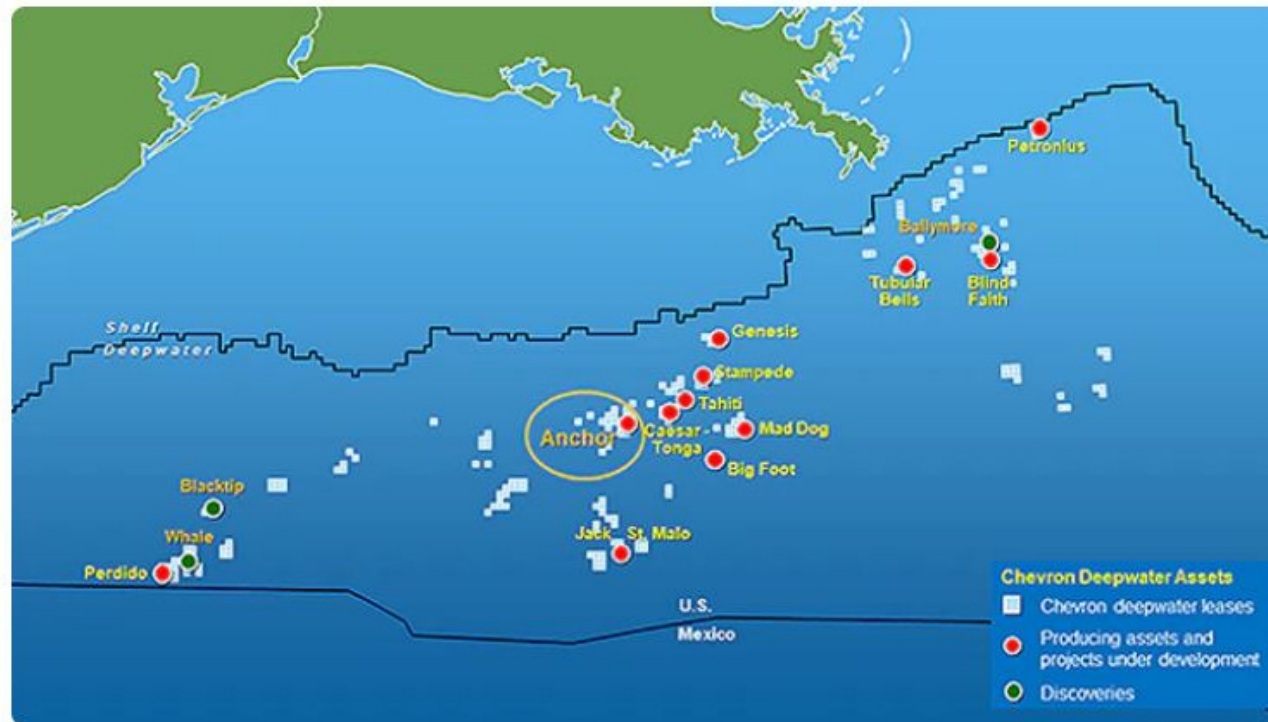 Petronius
Ballymore
Tubular
Bells
Blind
Faith
Shelf
Deepwater
Genesis
Stampede
Tahiti
Anchor
Caesar -
Tonga
Mad Dog
Big Foot
Blacktip
Whale
Jack St. Malo
Perdido
U.S.
Mexico
Chevron Deepwater Assets
Chevron deepwater leases
Producing assets and
projects under development
Discoveries